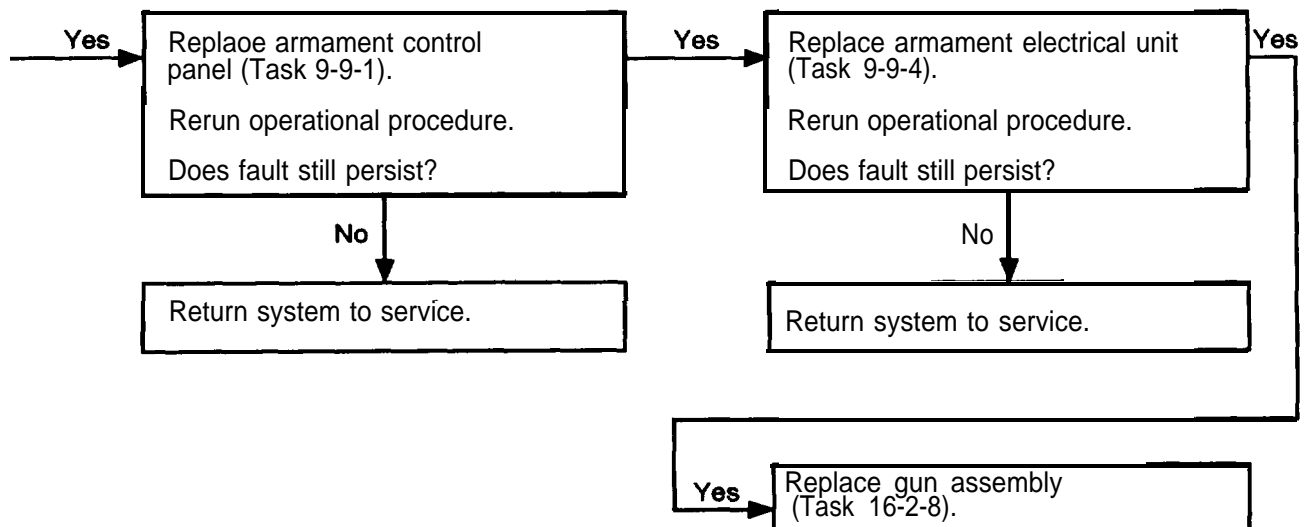 Yes
Replaoe armament control
panel (Task 9-9-1).
Rerun operational procedure.
Does fault still persist?
No
Return system to service.
Yes
Replace armament electrical unit
(Task 9-9-4).
Rerun operational procedure.
Does fault still persist?
No
Return system to service.
Yes
Yes
Replace gun assembly
(Task 16-2-8).